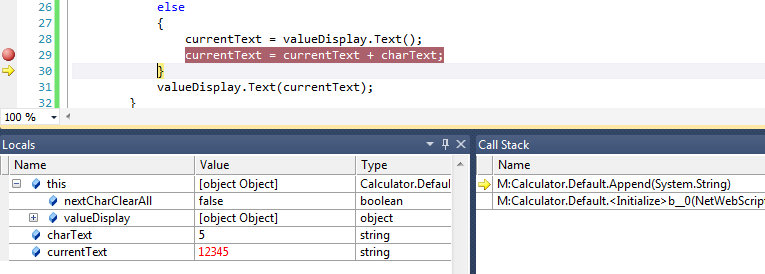 26 else
27 {
28 currentText = valueDisplay.Text();
29 currentText = currentText + charText;
30 }
31 valueDisplay.Text(currentText);
32 }
100 %
Locals
Name Value Type
this [object Object] Calculator.Defaul
nextCharClearAll false boolean
valueDisplay [object Object] object
charText 5 string
currentText 12345 string
Call Stack
Name
M:Calculator.Default.Append(System.String)
M:Calculator.Default.<Initialize>b__0(NetWebScrip